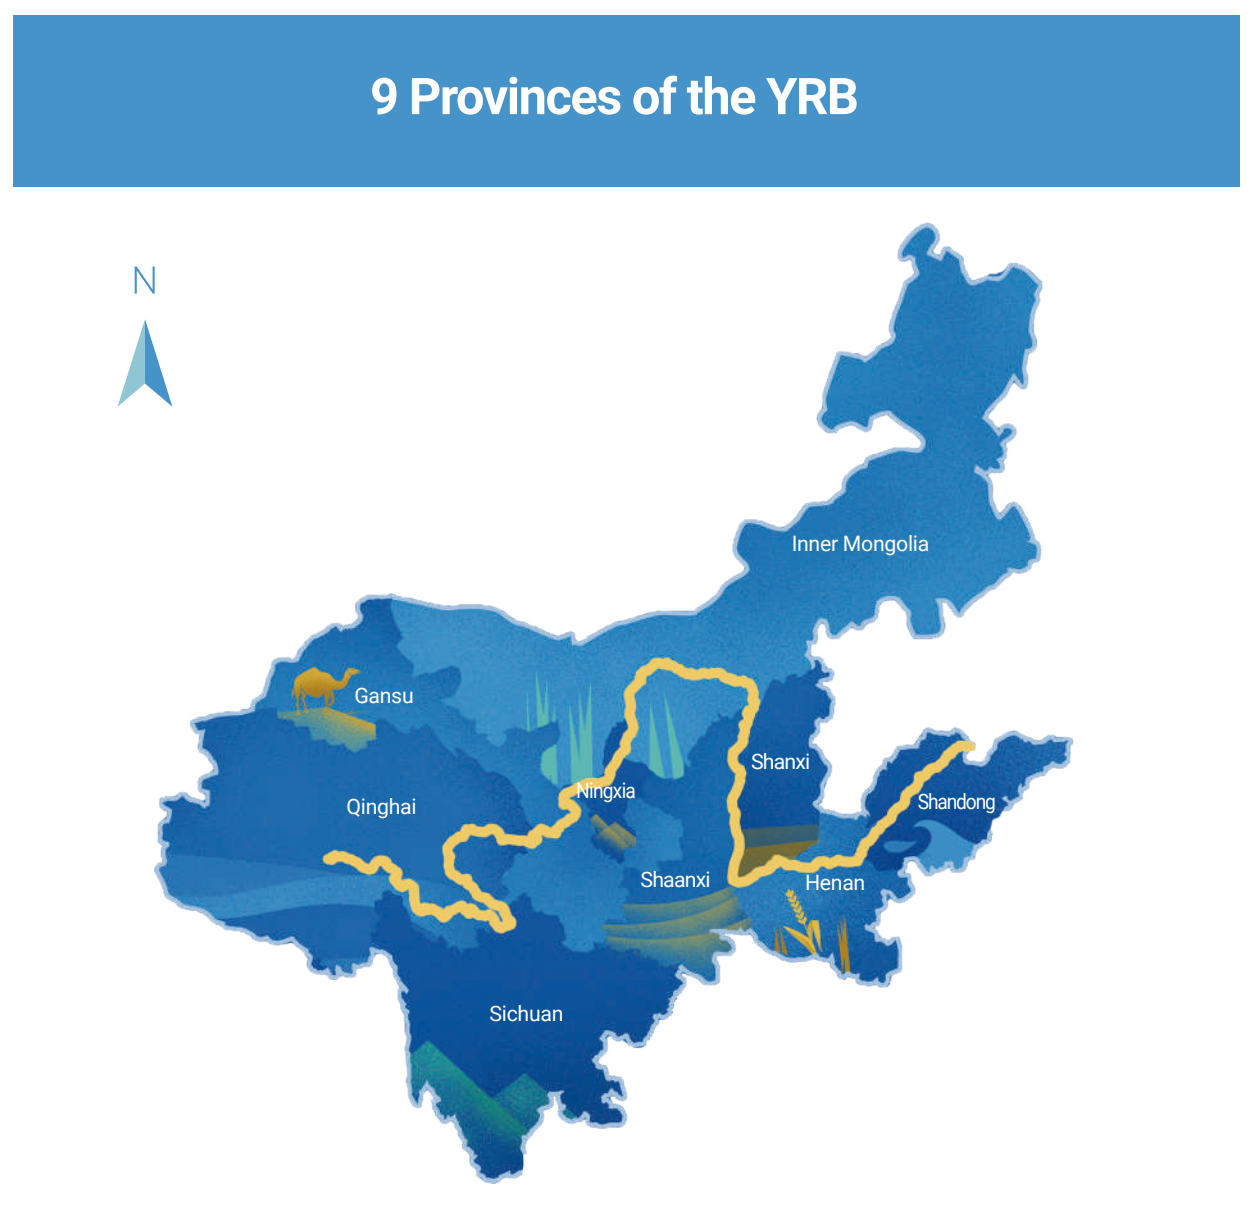 9 Provinces of the YRB
N
Inner Mongolia
Gansu
Shanxi
Ningxia
Shandong
Qinghai
Shaanxi
Henan
Sichuan